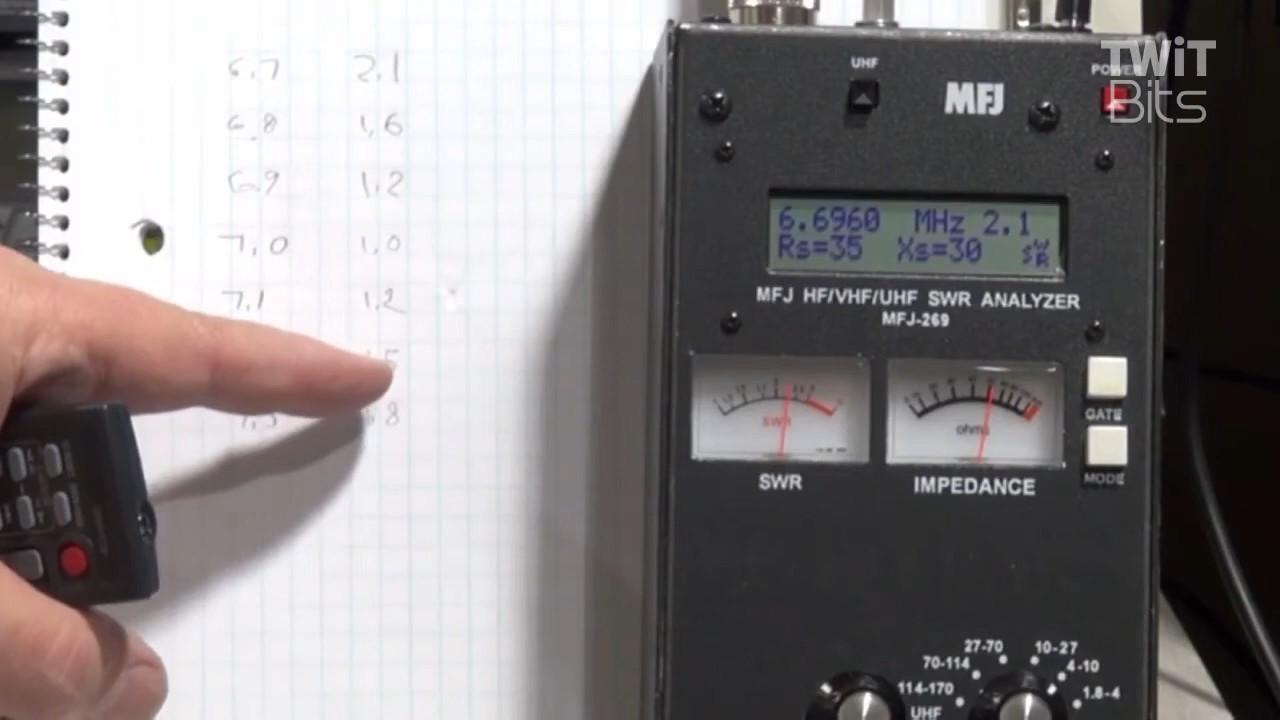 6.7 2.1
6.8 1.6
6.9 1.2
7.0 1.0
7.1 1.2
TWiT
Bits
UHF
MFJ
POWER
6.6960 MHz 2.1
Rs=35 Xs=30 SWR
MFJ HF/VHF/UHF SWR ANALYZER
MFJ-269
SWR
ohms
GATE
SWR
IMPEDANCE
MODE
27-70 10-27
70-114 4-10
114-170 1.8-4
UHF